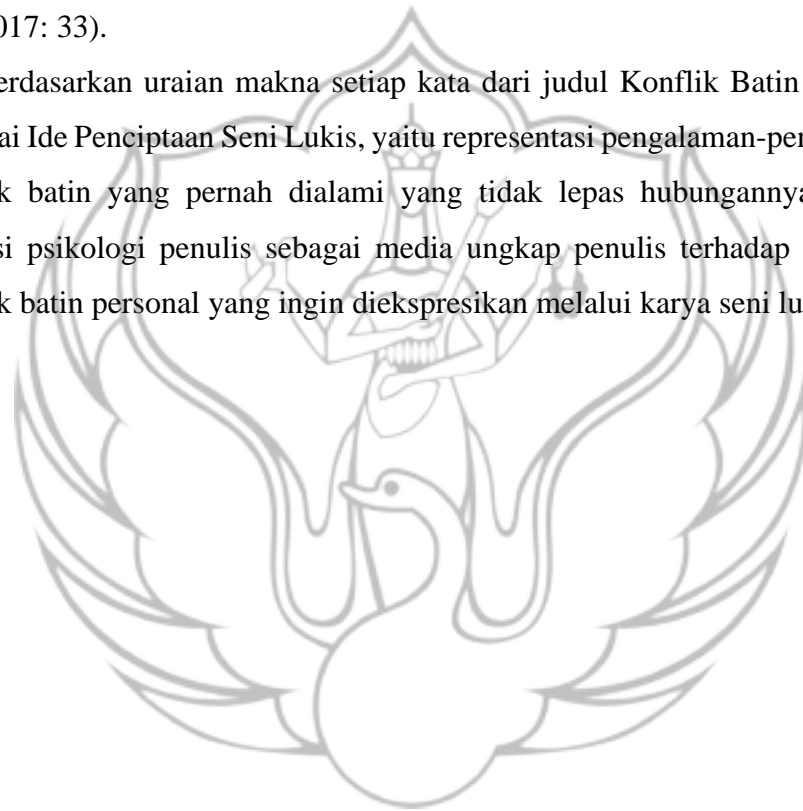 017: 33).
erdasarkan uraian makna setiap kata dari judul Konflik Batin
ai Ide Penciptaan Seni Lukis, yaitu representasi pengalaman-per
k batin yang pernah dialami yang tidak lepas hubungannya
si psikologi penulis sebagai media ungkap penulis terhadap
k batin personal yang ingin diekspresikan melalui karya seni lu